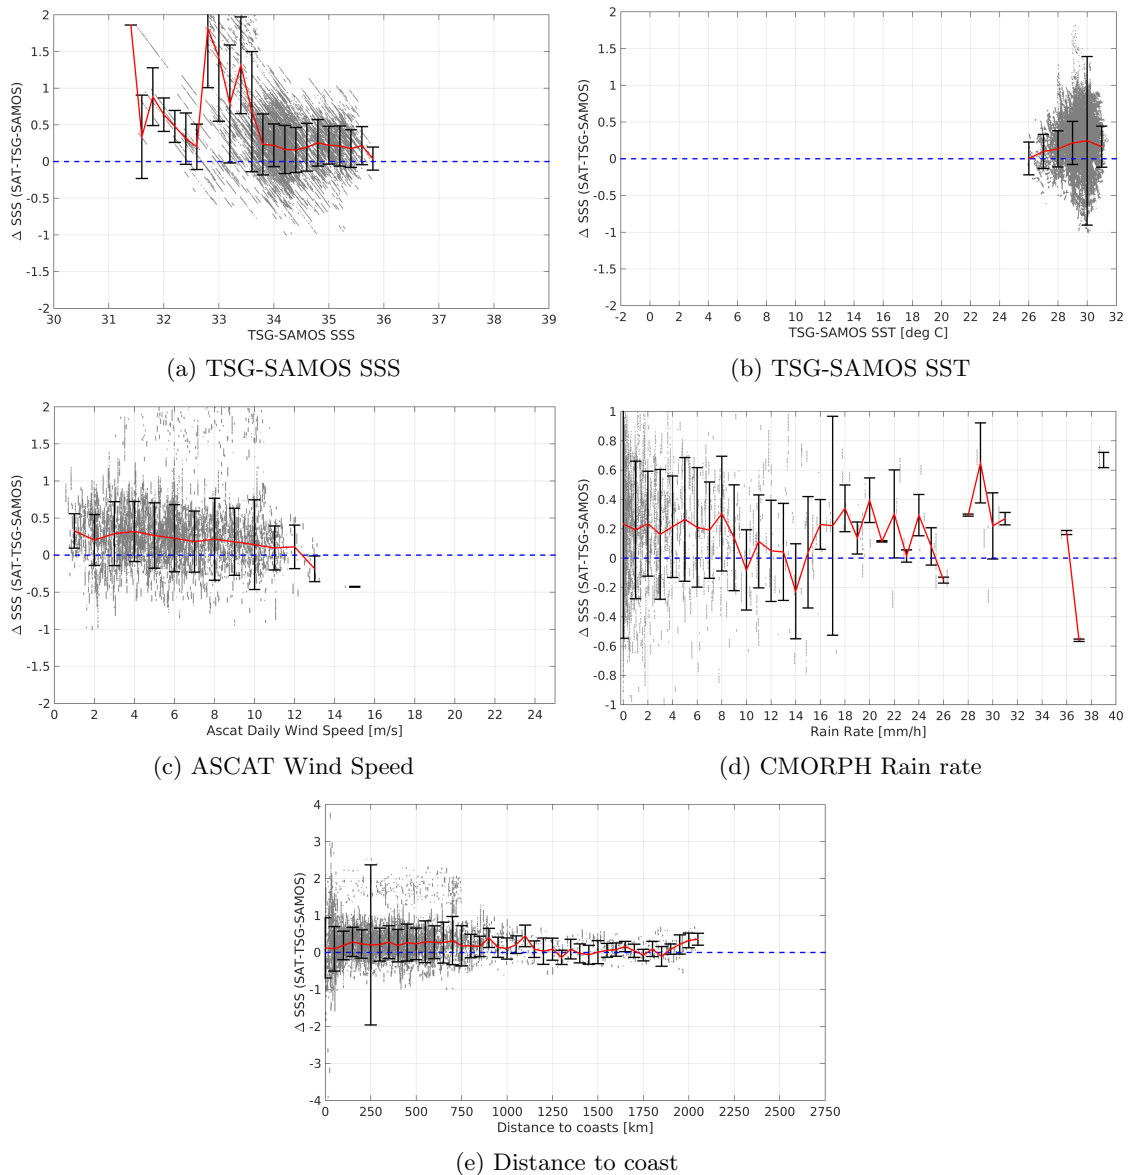 Δ SSS (SAT-TSG-SAMOS)
2
1.5
1
0.5
0
-0.5
-1
-1.5
-2
30 31 32 33 34 35 36 37 38 39
TSG-SAMOS SSS
(a) TSG-SAMOS SSS
Δ SSS (SAT-TSG-SAMOS)
2
1.5
1
0.5
0
-0.5
-1
-1.5
-2
-2 0 2 4 6 8 10 12 14 16 18 20 22 24 26 28 30 32
TSG-SAMOS SST [deg C]
(b) TSG-SAMOS SST
Δ SSS (SAT-TSG-SAMOS)
2
1.5
1
0.5
0
-0.5
-1
-1.5
-2
0 2 4 6 8 10 12 14 16 18 20 22 24
Ascat Daily Wind Speed [m/s]
(c) ASCAT Wind Speed
Δ SSS (SAT-TSG-SAMOS)
1
0.8
0.6
0.4
0.2
0
-0.2
-0.4
-0.6
-0.8
-1
0 2 4 6 8 10 12 14 16 18 20 22 24 26 28 30 32 34 36 38 40
Rain Rate [mm/h]
(d) CMORPH Rain rate
Δ SSS (SAT-TSG-SAMOS)
4
3
2
1
0
-1
-2
-3
-4
0 250 500 750 1000 1250 1500 1750 2000 2250 2500 2750
Distance to coasts [km]
(e) Distance to coast